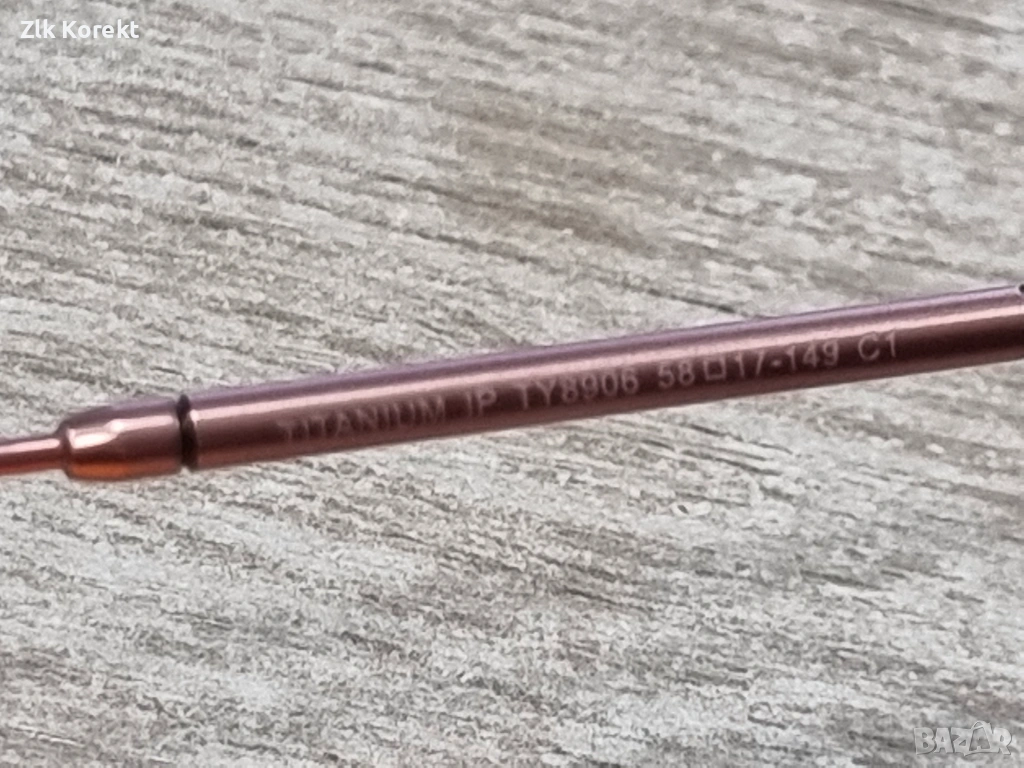 Zlk Korekt
TITANIUM IP TY8906 58□17-149 C1
BAZAR